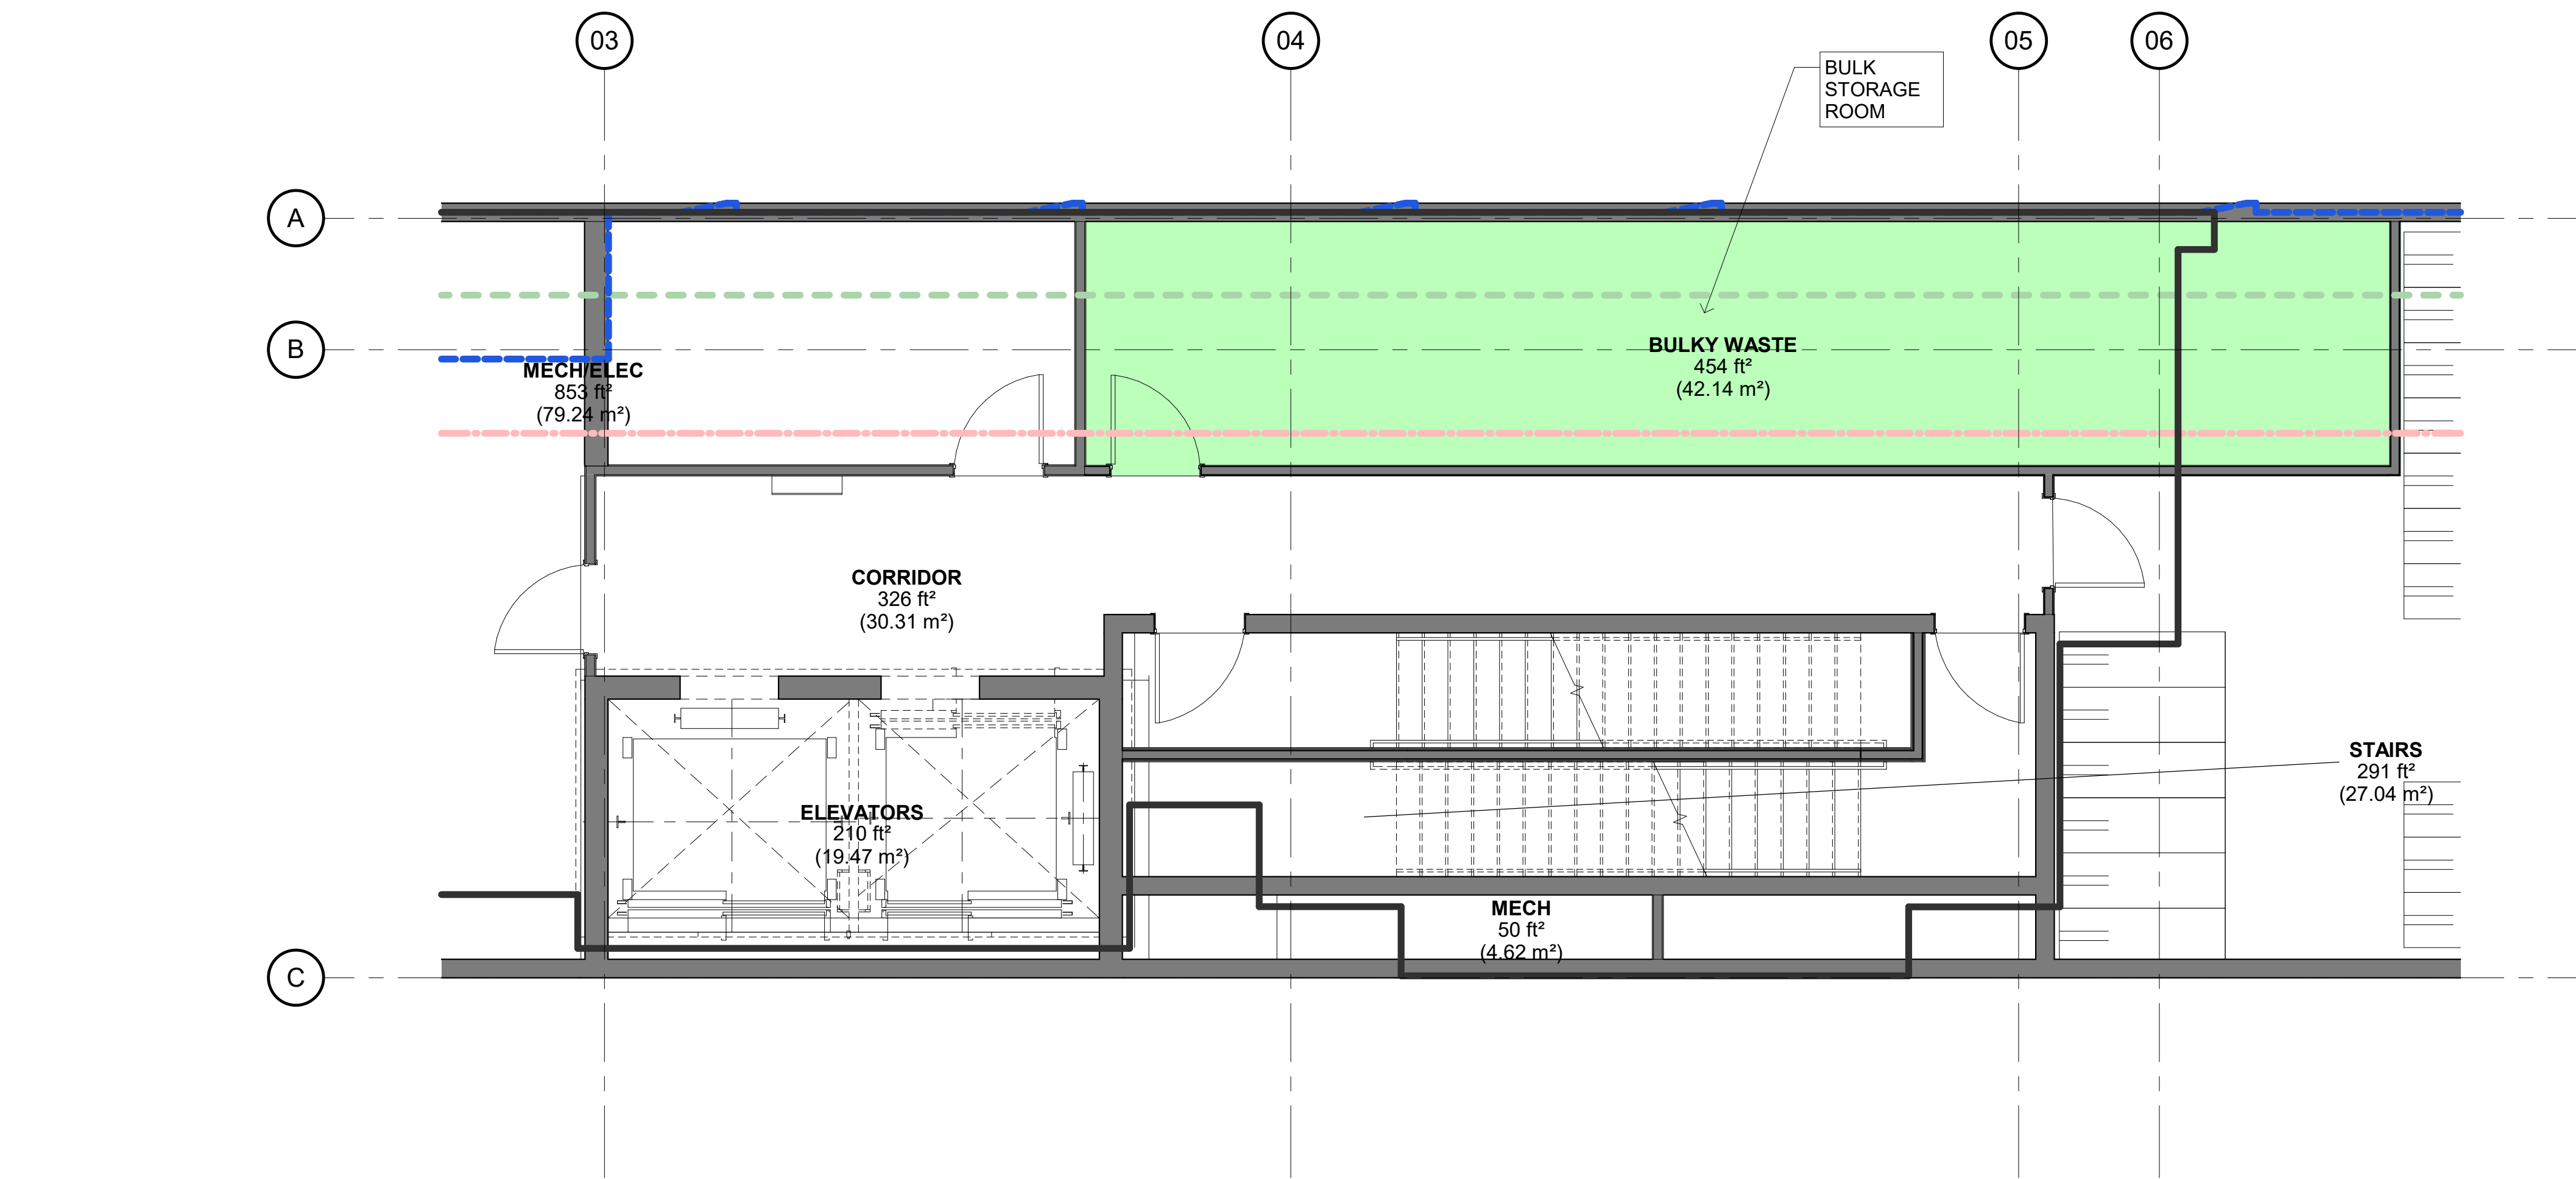 03
04
05
06
BULK
STORAGE
ROOM
A
B
BULKY WASTE
454 ft²
(42.14 m²)
MECH/ELEC
853 ft²
(79.24 m²)
CORRIDOR
326 ft²
(30.31 m²)
STAIRS
291 ft²
(27.04 m²)
ELEVATORS
210 ft²
(19.47 m²)
MECH
50 ft²
(4.62 m²)
C